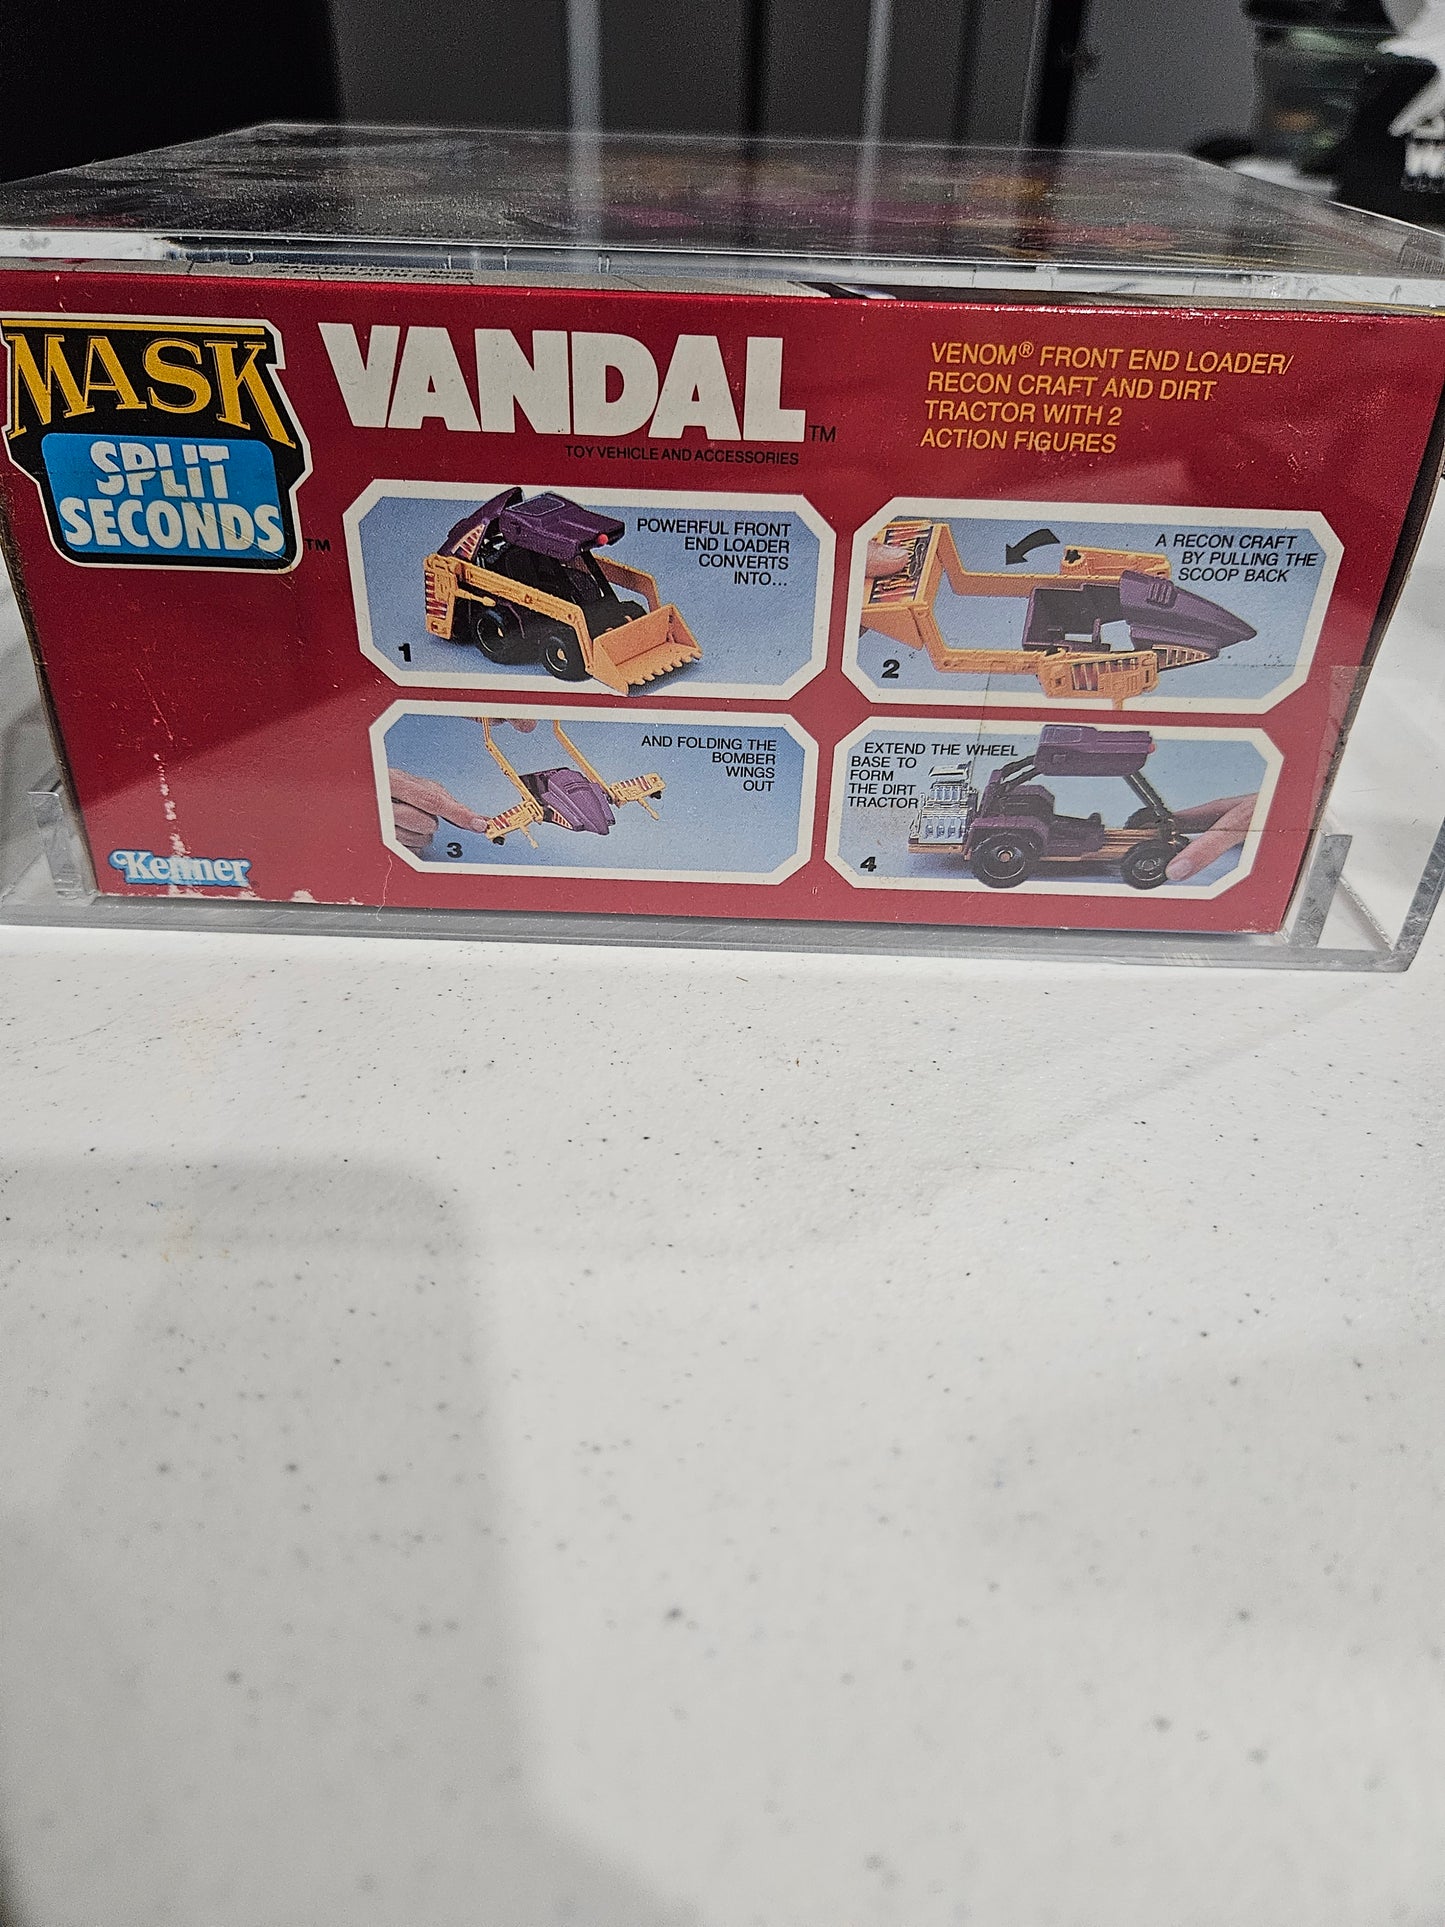 MASK
SPLIT
SECONDS
TM
VANDAL
TM
TOY VEHICLE AND ACCESSORIES
VENOM® FRONT END LOADER/
RECON CRAFT AND DIRT
TRACTOR WITH 2
ACTION FIGURES
POWERFUL FRONT
END LOADER
CONVERTS
INTO...
1
A RECON CRAFT
BY PULLING THE
SCOOP BACK
2
AND FOLDING THE
BOMBER
WINGS
OUT
3
EXTEND THE WHEEL
BASE TO
FORM
THE DIRT
TRACTOR
4
Kenner